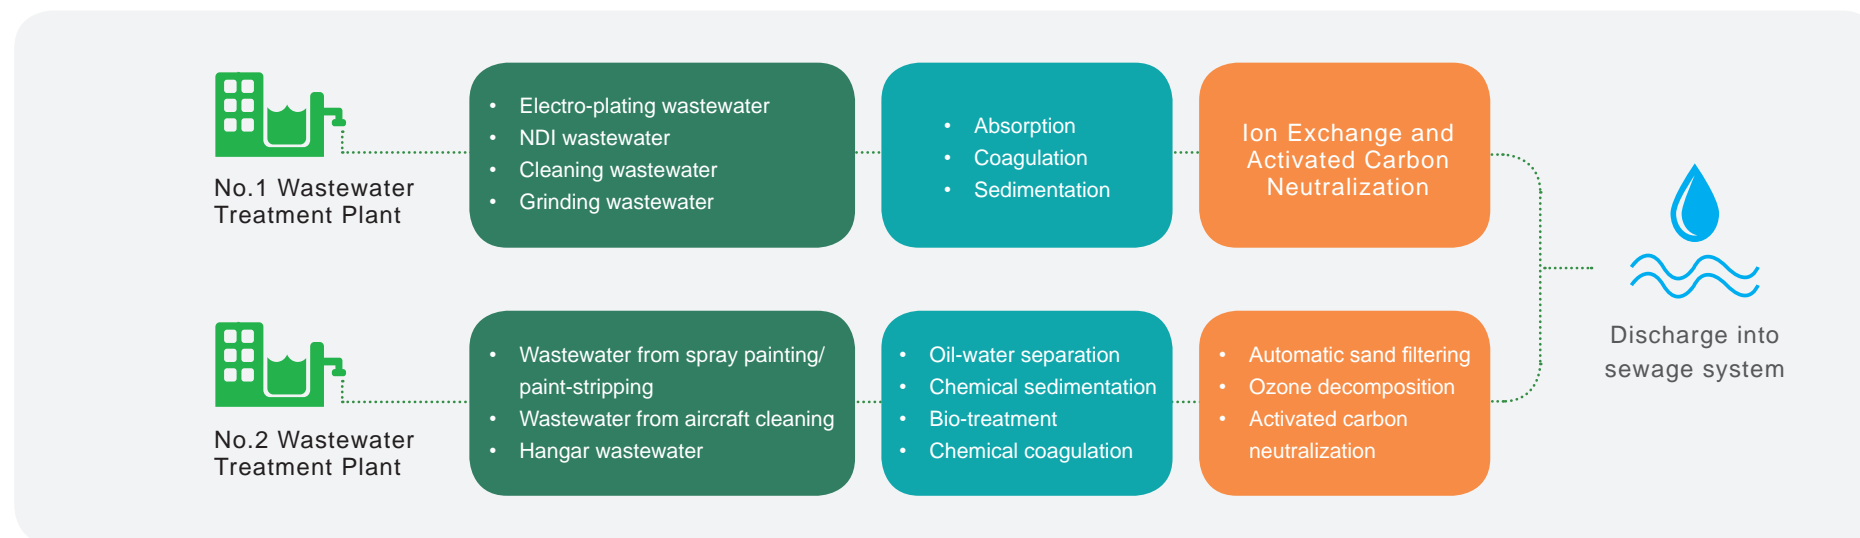 No.1 Wastewater
Treatment Plant
• Electro-plating wastewater
• NDI wastewater
• Cleaning wastewater
• Grinding wastewater
• Absorption
• Coagulation
• Sedimentation
Ion Exchange and
Activated Carbon
Neutralization
No.2 Wastewater
Treatment Plant
• Wastewater from spray painting/
paint-stripping
• Wastewater from aircraft cleaning
• Hangar wastewater
• Oil-water separation
• Chemical sedimentation
• Bio-treatment
• Chemical coagulation
• Automatic sand filtering
• Ozone decomposition
• Activated carbon
neutralization
Discharge into
sewage system